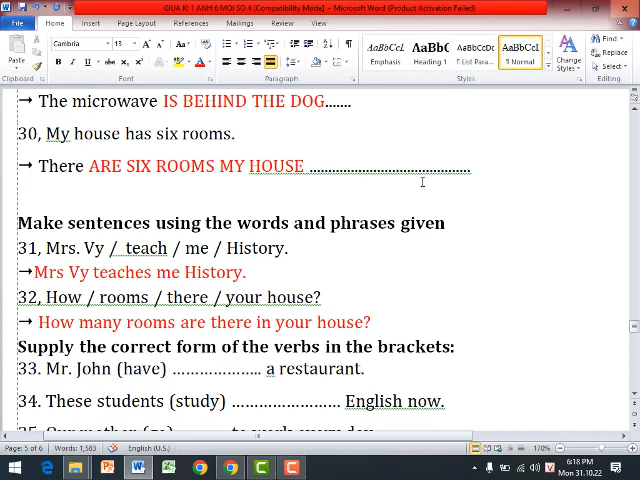 GIUA KI 1 ANH 6 MOI SO 4 [Compatibility Mode] - Microsoft Word (Product Activation Failed)
File Home Insert Page Layout References Mailings Review View
Cambria 13
AaBbCcL AaBbC AaBbCcDc AaBbCcI
Emphasis Heading 1 ¶ List Para... ¶ Normal
Change Styles
Find
Replace
Select
Paste
Clipboard Font Paragraph Styles Editing
→ The microwave IS BEHIND THE DOG.......
30, My house has six rooms.
→ There ARE SIX ROOMS MY HOUSE ............................................
Make sentences using the words and phrases given
31, Mrs. Vy / teach / me / History.
→Mrs Vy teaches me History.
32, How / rooms / there / your house?
→ How many rooms are there in your house?
Supply the correct form of the verbs in the brackets:
33. Mr. John (have) ……………….. a restaurant.
34. These students (study) …………………… English now.
Page: 5 of 6 Words: 1,583 English (U.S.) 170%
6:18 PM
Mon 31.10.22